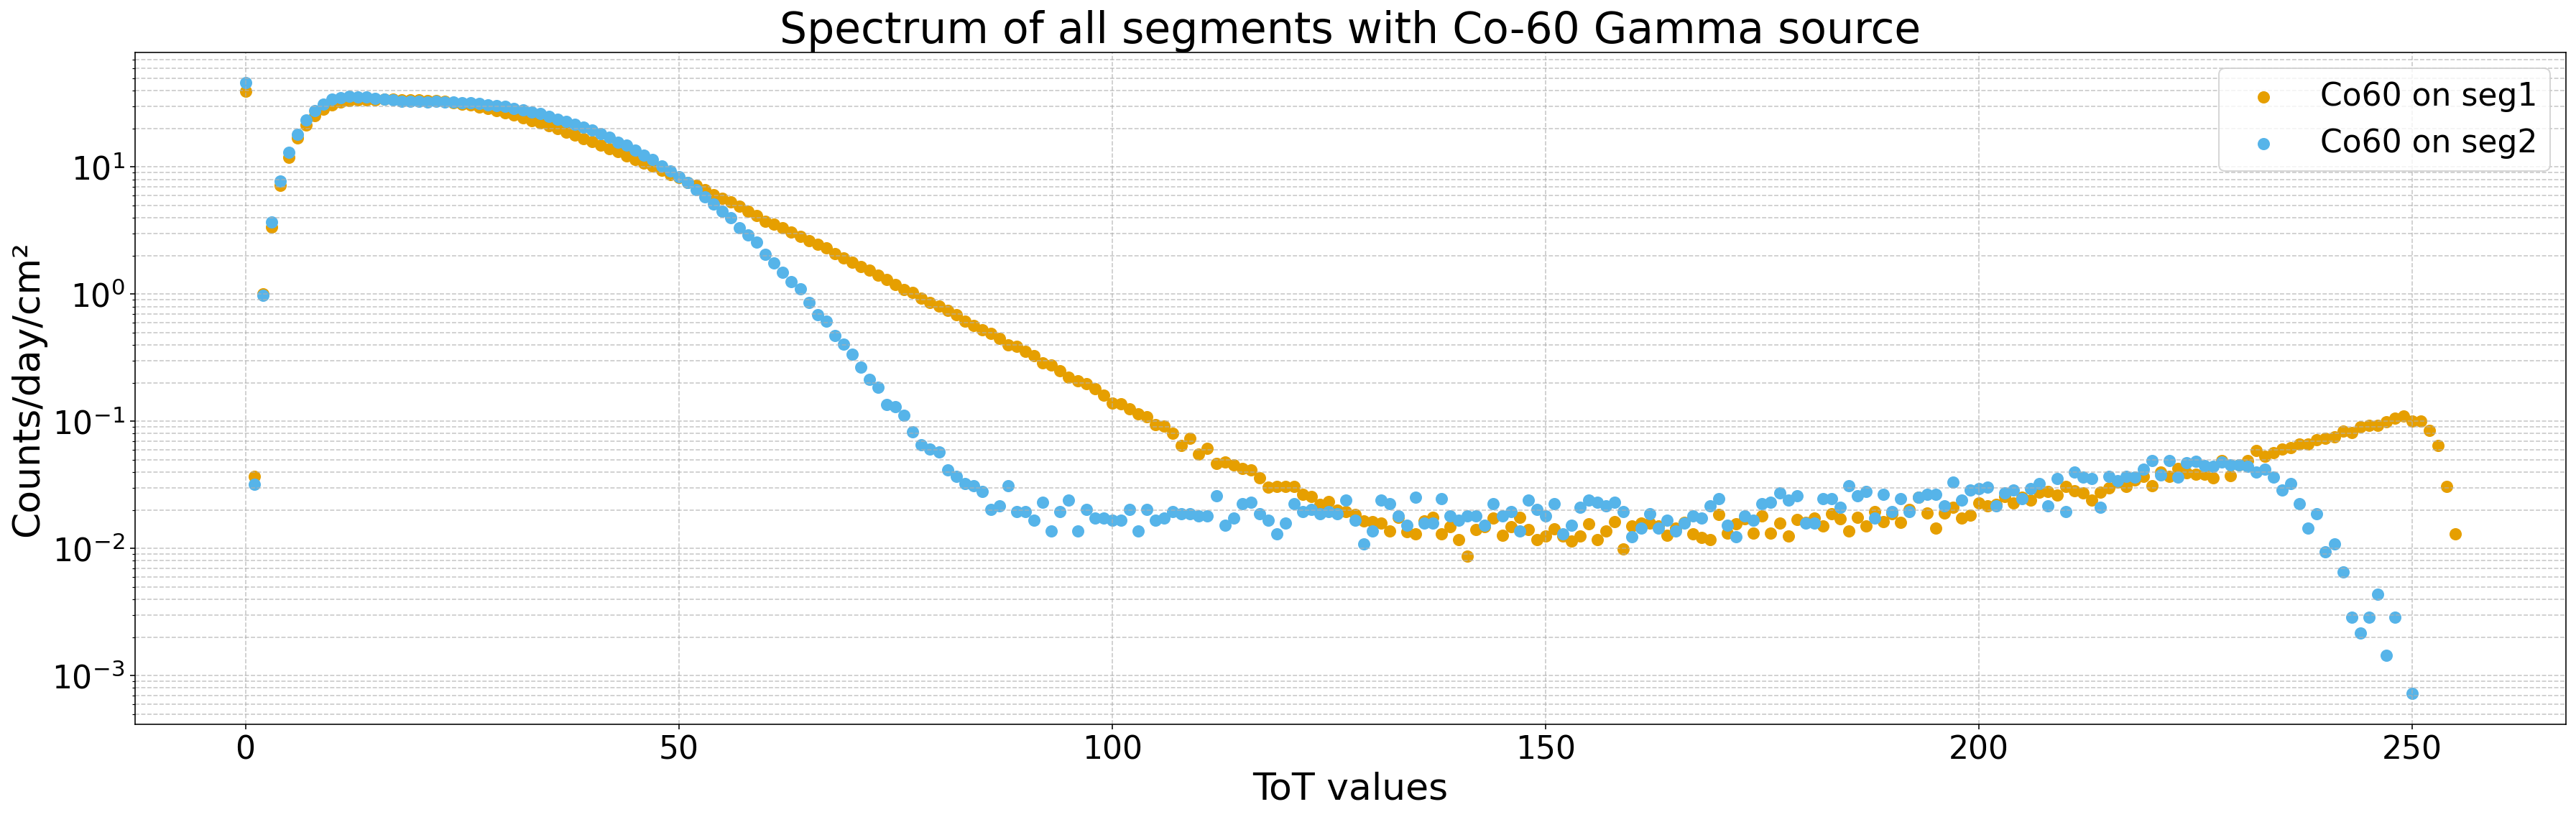 Spectrum of all segments with Co-60 Gamma source
Co60 on seg1
Co60 on seg2
Counts/day/cm²
10¹
10⁰
10⁻¹
10⁻²
10⁻³
0 50 100 150 200 250
ToT values